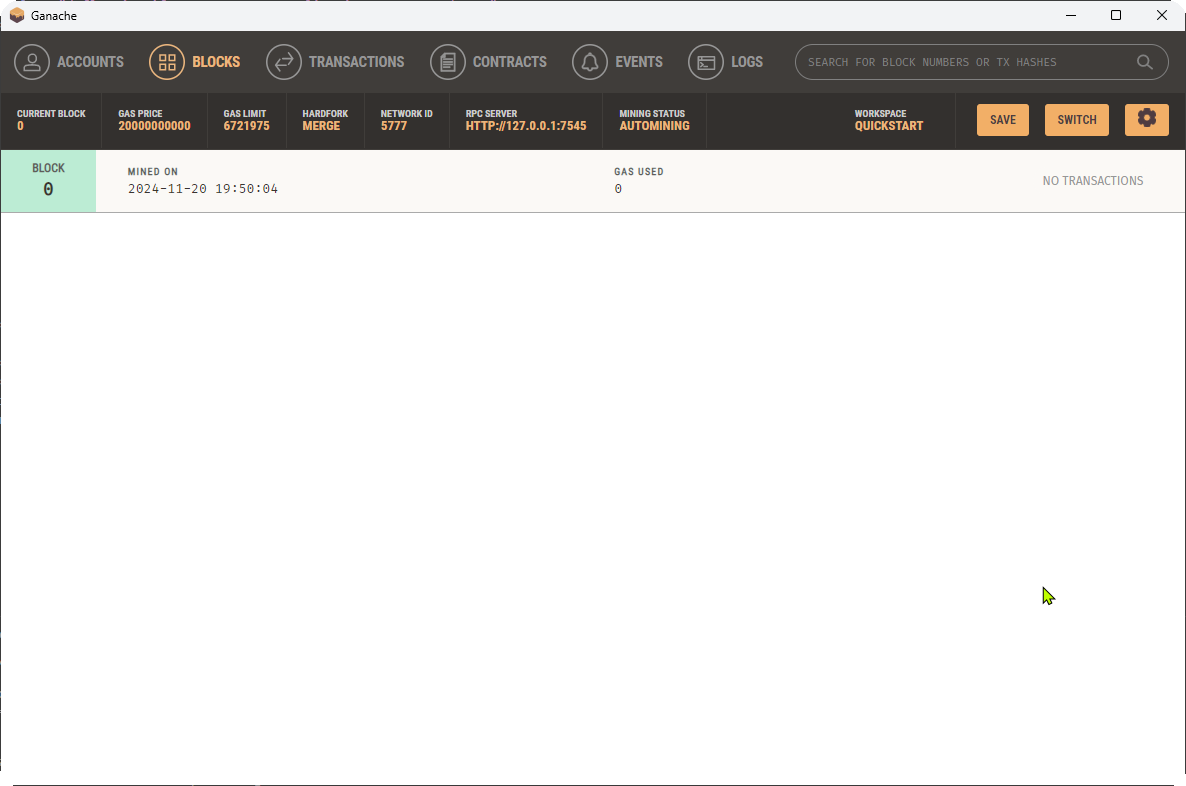 Ganache
ACCOUNTS BLOCKS TRANSACTIONS CONTRACTS EVENTS LOGS SEARCH FOR BLOCK NUMBERS OR TX HASHES
CURRENT BLOCK GAS PRICE GAS LIMIT HARDFORK NETWORK ID RPC SERVER MINING STATUS WORKSPACE
0 20000000000 6721975 MERGE 5777 HTTP://127.0.0.1:7545 AUTOMINING QUICKSTART SAVE SWITCH
BLOCK MINED ON GAS USED NO TRANSACTIONS
0 2024-11-20 19:50:04 0